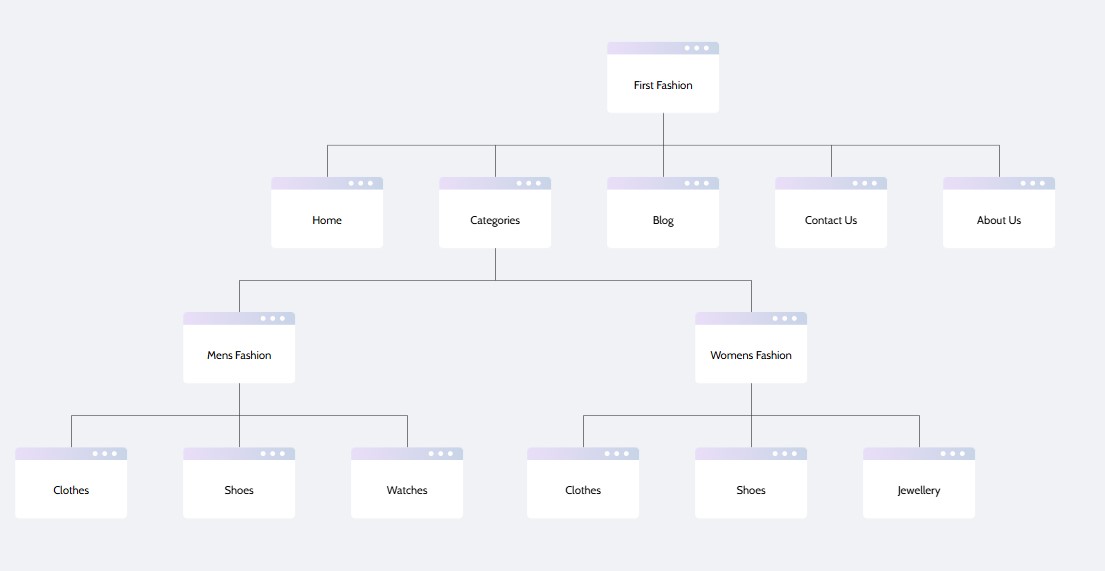 First Fashion
Home
Categories
Blog
Contact Us
About Us
Mens Fashion
Womens Fashion
Clothes
Shoes
Watches
Clothes
Shoes
Jewellery